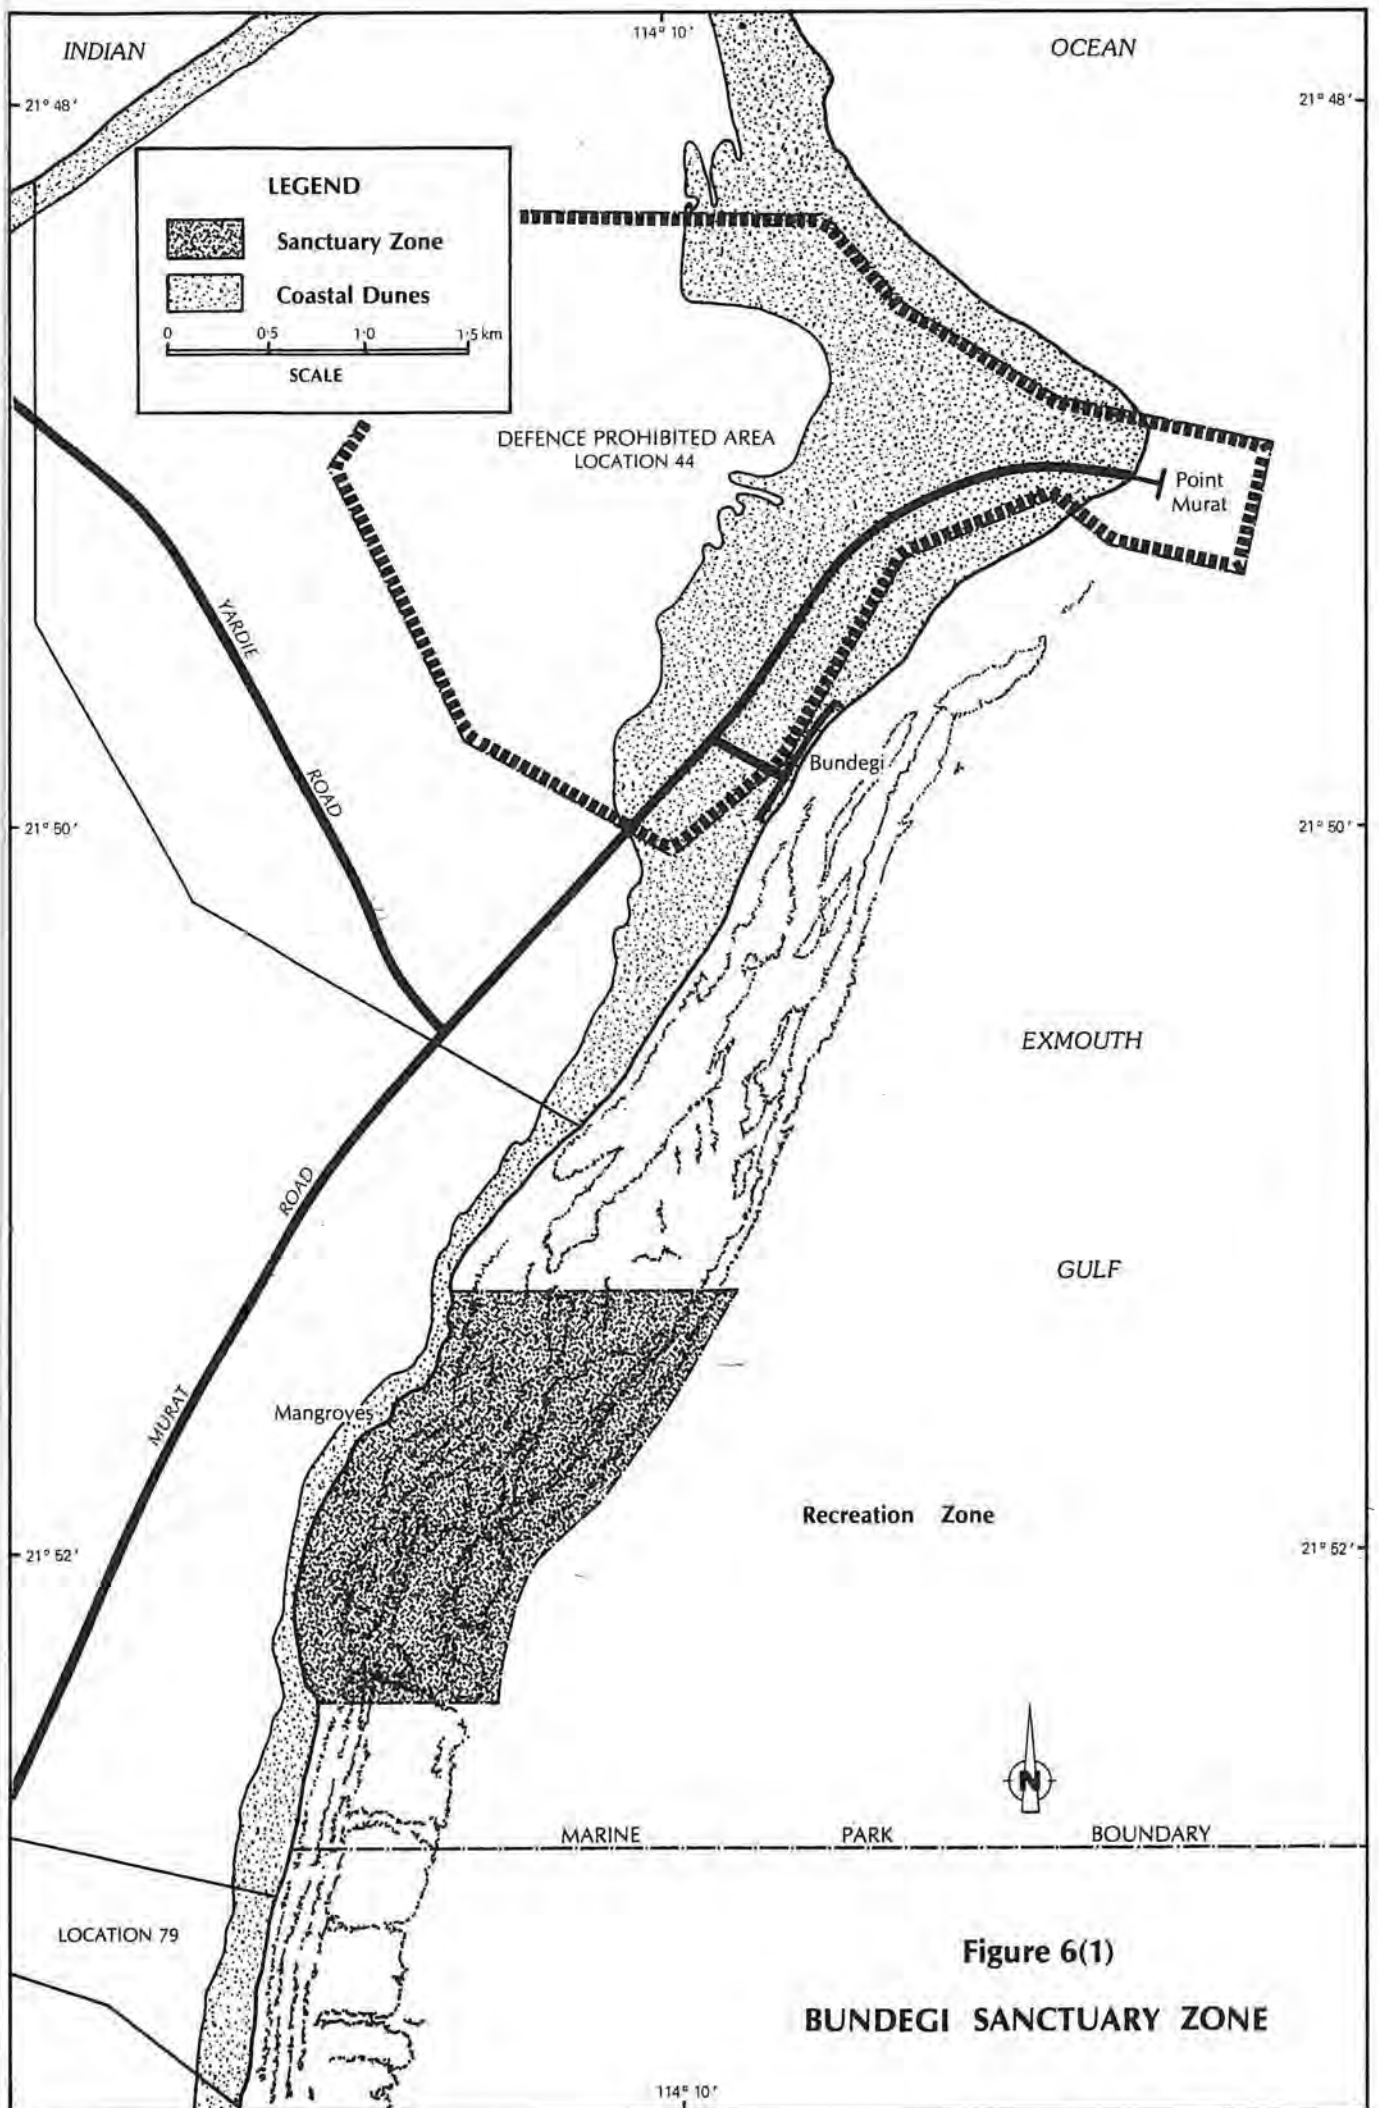 INDIAN
114° 10'
OCEAN
21° 48'
21° 48'
LEGEND
Sanctuary Zone
Coastal Dunes
0 0·5 1·0 1·5 km
SCALE
DEFENCE PROHIBITED AREA
LOCATION 44
Point
Murat
YARDIE
ROAD
Bundegi
21° 50'
21° 50'
EXMOUTH
ROAD
GULF
MURAT
Mangroves
Recreation Zone
21° 52'
21° 52'
N
MARINE PARK BOUNDARY
LOCATION 79
Figure 6(1)
BUNDEGI SANCTUARY ZONE
114° 10'